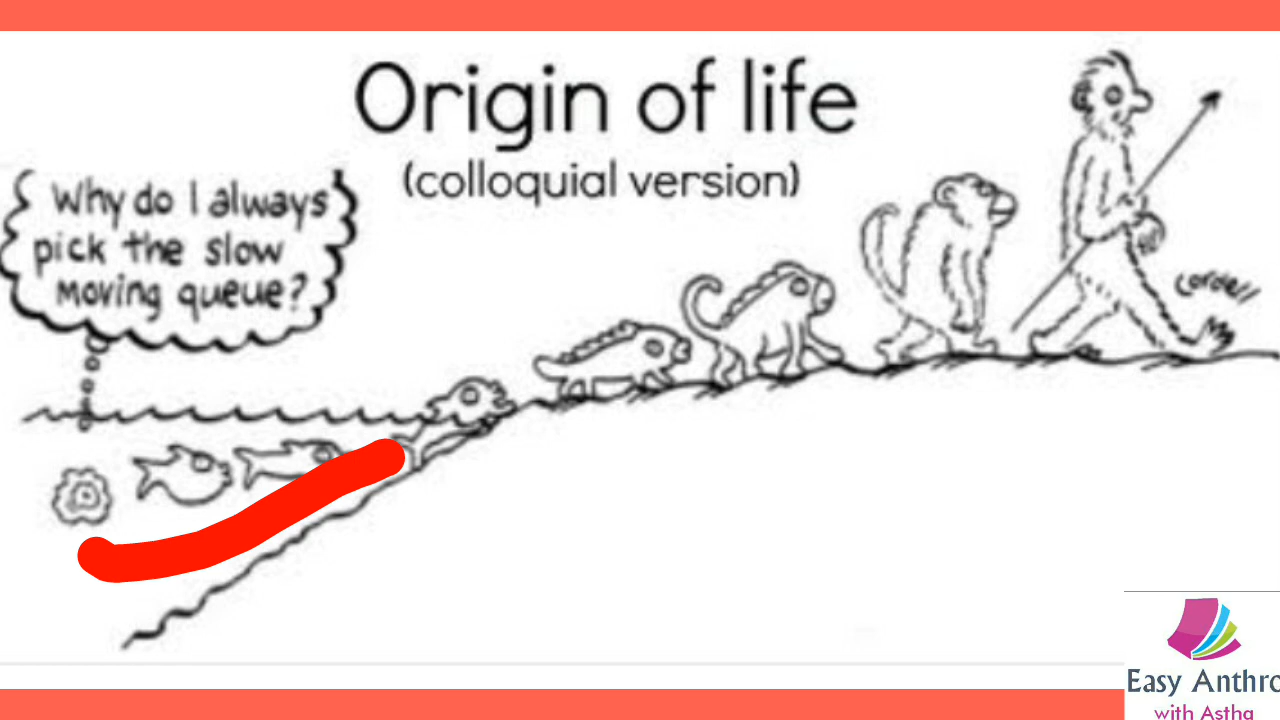 Origin of life
(colloquial version)
Why do I always
pick the slow
moving queue?
Cordell
Easy Anthro
with Astha